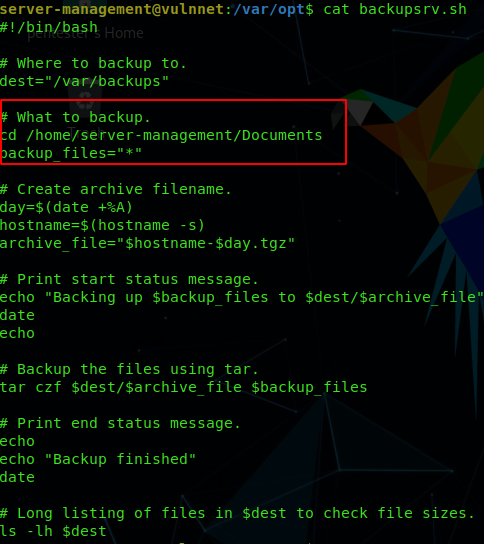 server-management@vulnnet:/var/opt$ cat backupsrv.sh
#!/bin/bash
pentester's Home
# Where to backup to.
dest="/var/backups"
# What to backup.
cd /home/server-management/Documents
backup_files="*"
# Create archive filename.
day=$(date +%A)
hostname=$(hostname -s)
archive_file="$hostname-$day.tgz"
# Print start status message.
echo "Backing up $backup_files to $dest/$archive_file"
date
echo
# Backup the files using tar.
tar czf $dest/$archive_file $backup_files
# Print end status message.
echo
echo "Backup finished"
date
# Long listing of files in $dest to check file sizes.
ls -lh $dest